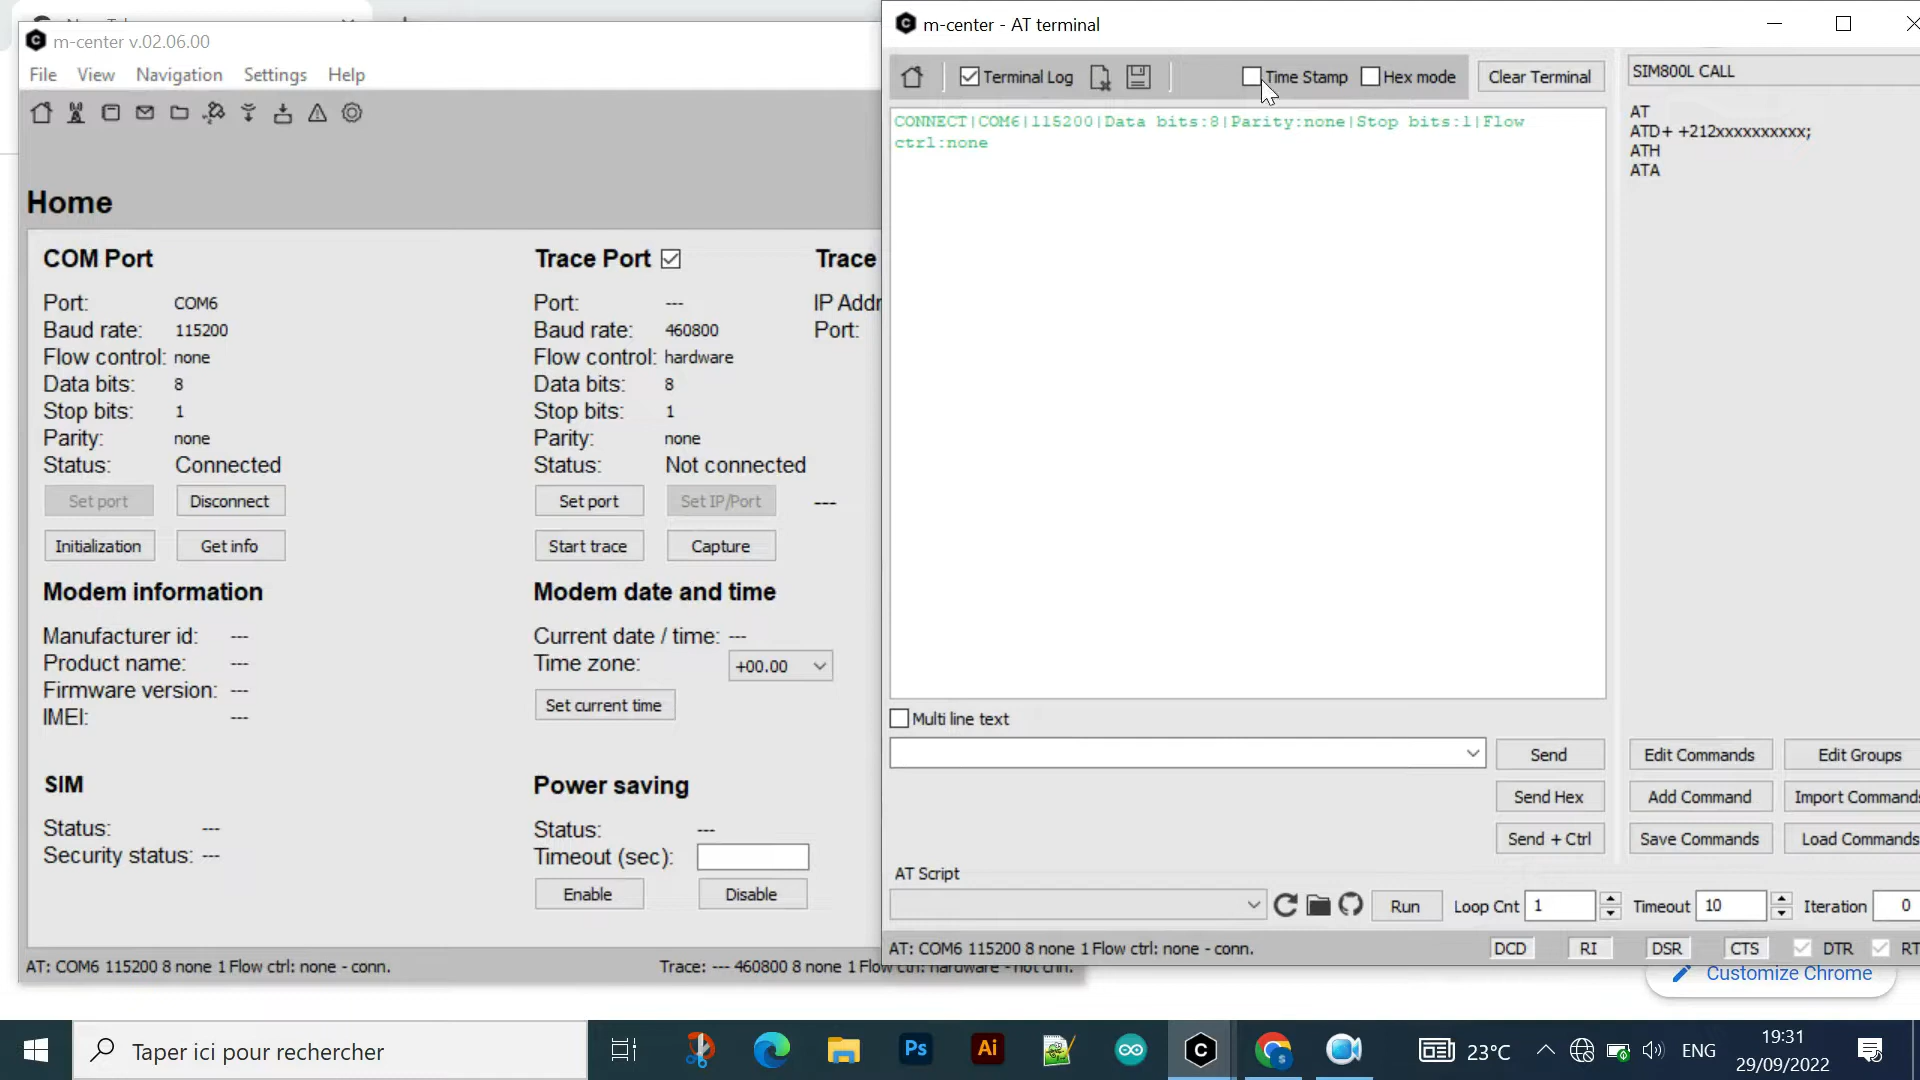 m-center v.02.06.00
File View Navigation Settings Help
Home
COM Port
Port: COM6
Baud rate: 115200
Flow control: none
Data bits: 8
Stop bits: 1
Parity: none
Status: Connected
Set port Disconnect
Initialization Get info
Trace Port
Port: ---
Baud rate: 460800
Flow control: hardware
Data bits: 8
Stop bits: 1
Parity: none
Status: Not connected
Set port Set IP/Port ---
Start trace Capture
Trace
IP Addr
Port:
Modem information
Manufacturer id: ---
Product name: ---
Firmware version: ---
IMEI: ---
Modem date and time
Current date / time: ---
Time zone: +00.00
Set current time
SIM
Status: ---
Security status: ---
Power saving
Status: ---
Timeout (sec):
Enable Disable
AT: COM6 115200 8 none 1 Flow ctrl: none - conn.
Trace: --- 460800 8 none 1 Flow ctrl: hardware - not cnn.
m-center - AT terminal
Terminal Log Time Stamp Hex mode Clear Terminal
CONNECT|COM6|115200|Data bits:8|Parity:none|Stop bits:1|Flow
ctrl:none
SIM800L CALL
AT
ATD+ +212xxxxxxxxxx;
ATH
ATA
Multi line text
Send
Send Hex
Send + Ctrl
Edit Commands Edit Groups
Add Command Import Commands
Save Commands Load Commands
AT Script
Run Loop Cnt 1 Timeout 10 Iteration 0
AT: COM6 115200 8 none 1 Flow ctrl: none - conn.
DCD RI DSR CTS DTR RT
Customize Chrome
Taper ici pour rechercher
Ps
Ai
23°C
ENG
19:31
29/09/2022